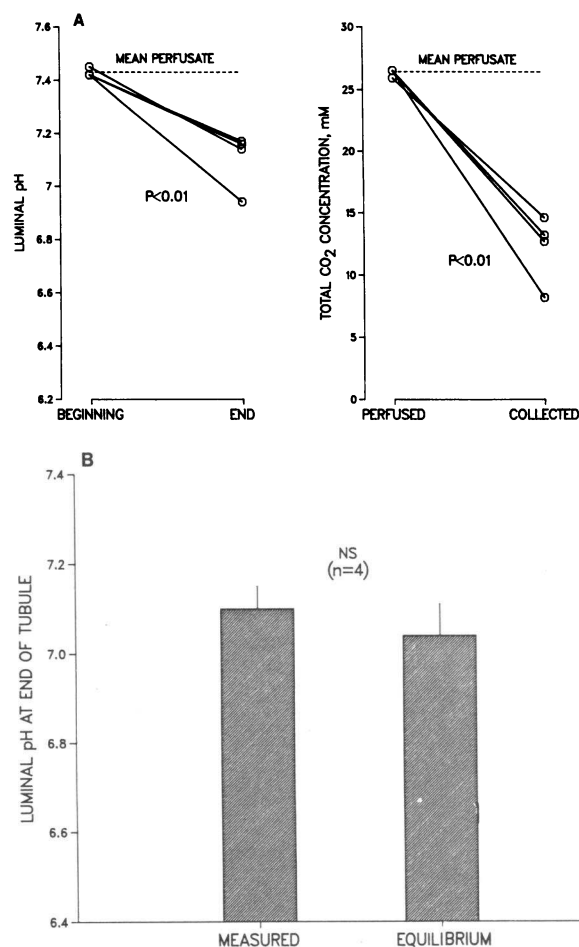 A
MEAN PERFUSATE
7.4
7.2
7
6.8
6.6
6.4
6.2
LUMINAL pH
P<0.01
BEGINNING
END
MEAN PERFUSATE
30
25
20
15
10
5
0
TOTAL CO2 CONCENTRATION, mM
P<0.01
PERFUSED
COLLECTED
B
7.4
7.2
7.0
6.8
6.6
6.4
LUMINAL pH AT END OF TUBULE
NS
(n=4)
MEASURED
EQUILIBRIUM